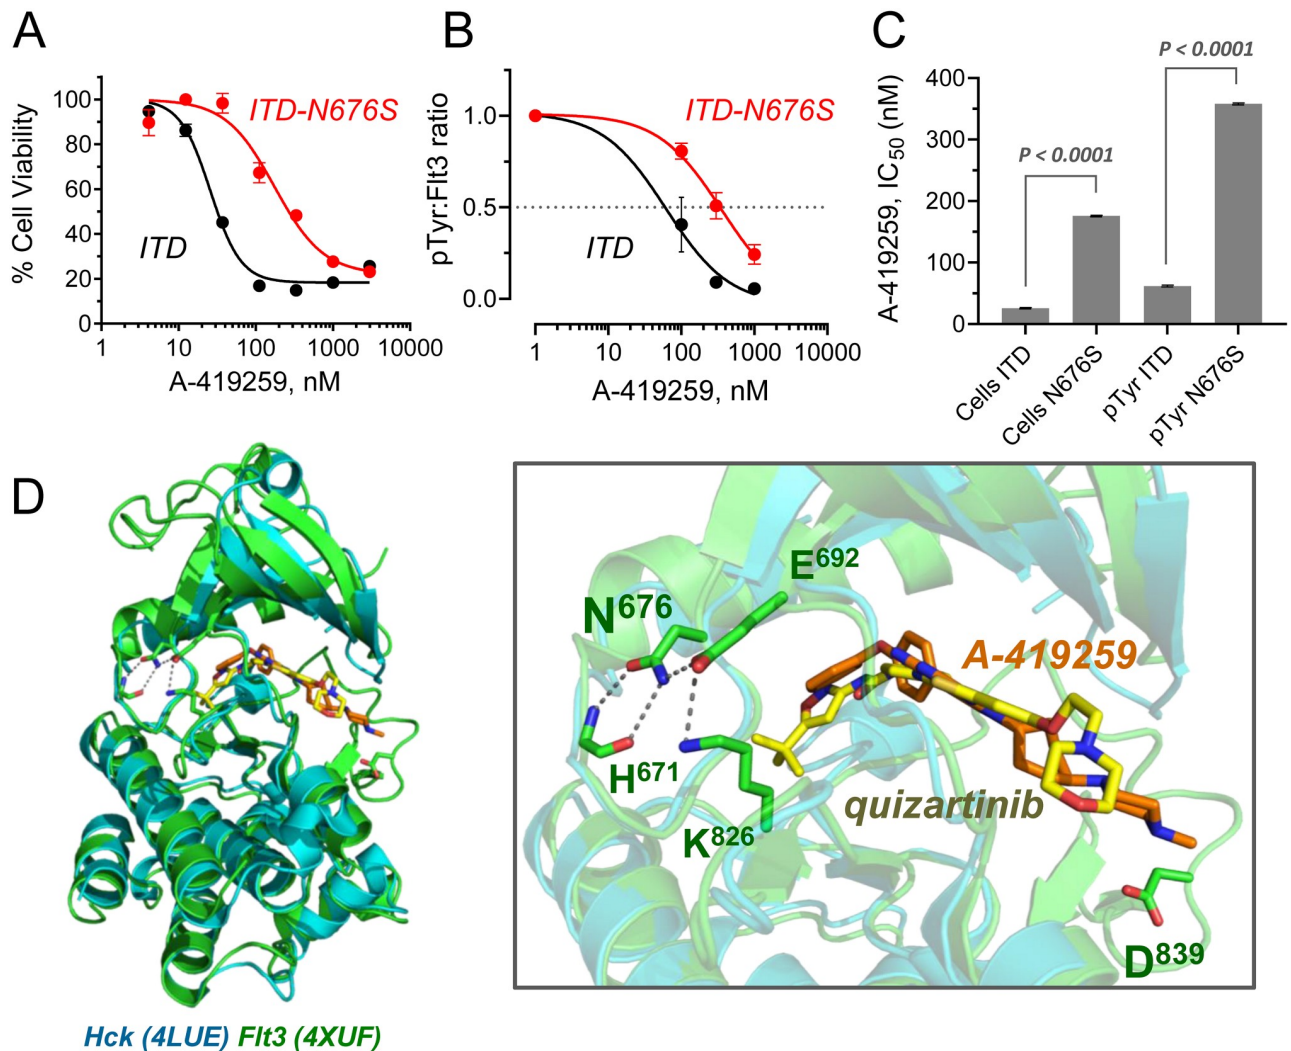 A
% Cell Viability
100
80
60
40
20
0
ITD-N676S
ITD
1
10
100
1000
10000
A-419259, nM
B
pTyr:Flt3 ratio
1.0
0.5
0.0
ITD-N676S
ITD
1
10
100
1000
10000
A-419259, nM
C
A-419259, IC50 (nM)
400
300
200
100
0
P < 0.0001
P < 0.0001
Cells ITD
Cells N676S
pTyr ITD
pTyr N676S
D
Hck (4LUE) Flt3 (4XUF)
E692
N676
A-419259
H671
quizartinib
K826
D839